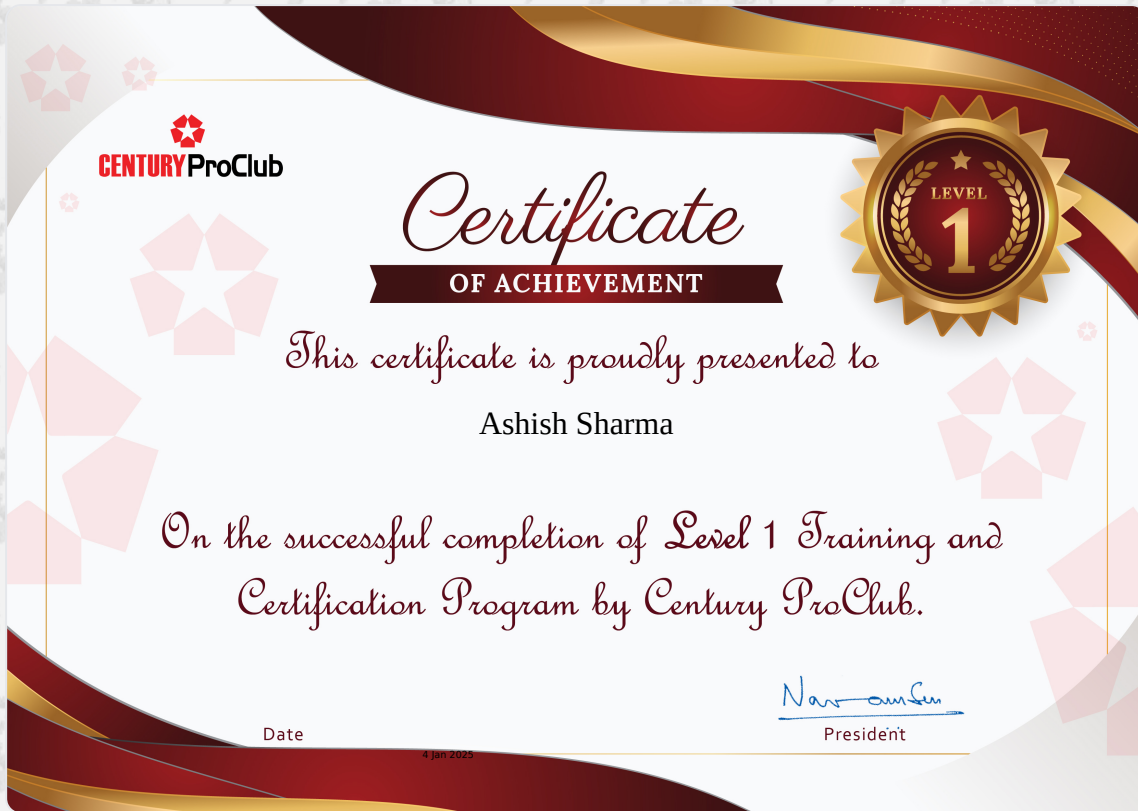 CENTURY ProClub
LEVEL
1
Certificate
OF ACHIEVEMENT
This certificate is proudly presented to
Ashish Sharma
On the successful completion of Level 1 Training and
Certification Program by Century ProClub.
Date
President
4 Jan 2025